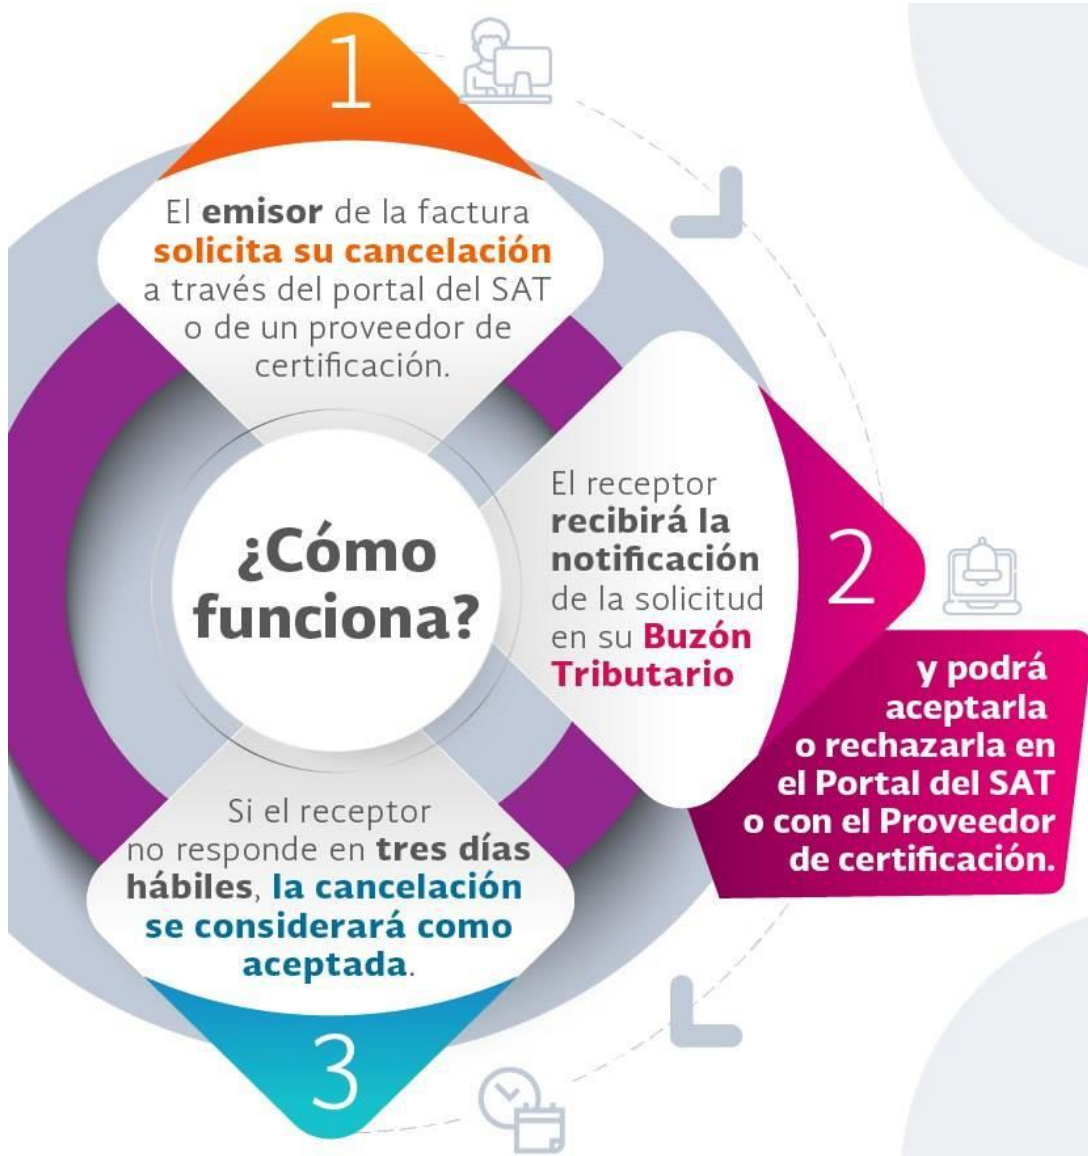 1
El emisor de la factura
solicita su cancelación
a través del portal del SAT
o de un proveedor de
certificación.
¿Cómo
funciona?
El receptor
recibirá la
notificación
de la solicitud
en su Buzón
Tributario
2
y podrá
aceptarla
o rechazarla en
el Portal del SAT
o con el Proveedor
de certificación.
Si el receptor
no responde en tres días
hábiles, la cancelación
se considerará como
aceptada.
3